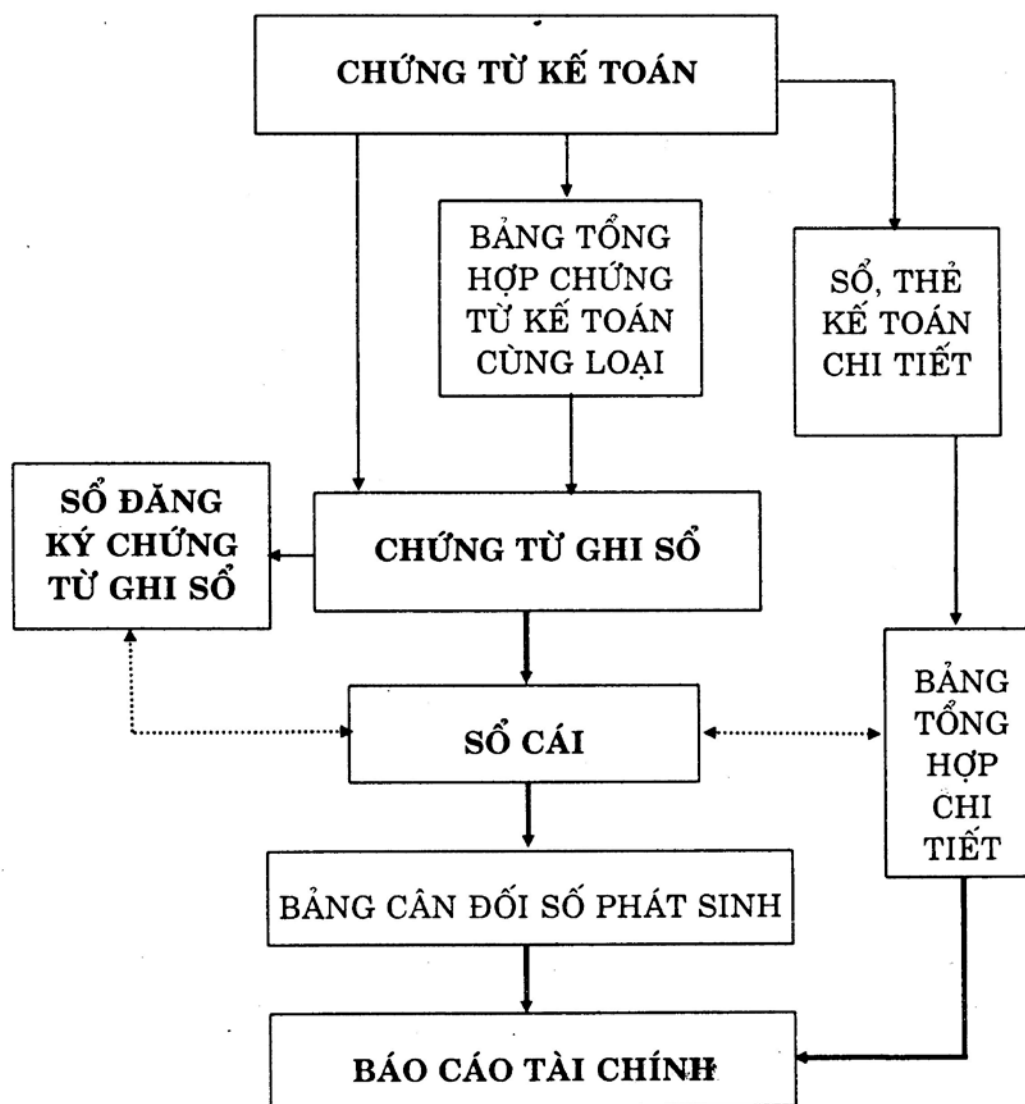 CHỨNG TỪ KẾ TOÁN
BẢNG TỔNG
HỢP CHỨNG
TỪ KẾ TOÁN
CÙNG LOẠI
SỔ, THẺ
KẾ TOÁN
CHI TIẾT
SỔ ĐĂNG
KÝ CHỨNG
TỪ GHI SỔ
CHỨNG TỪ GHI SỔ
SỔ CÁI
BẢNG
TỔNG
HỢP
CHI
TIẾT
BẢNG CÂN ĐỐI SỐ PHÁT SINH
BÁO CÁO TÀI CHÍNH